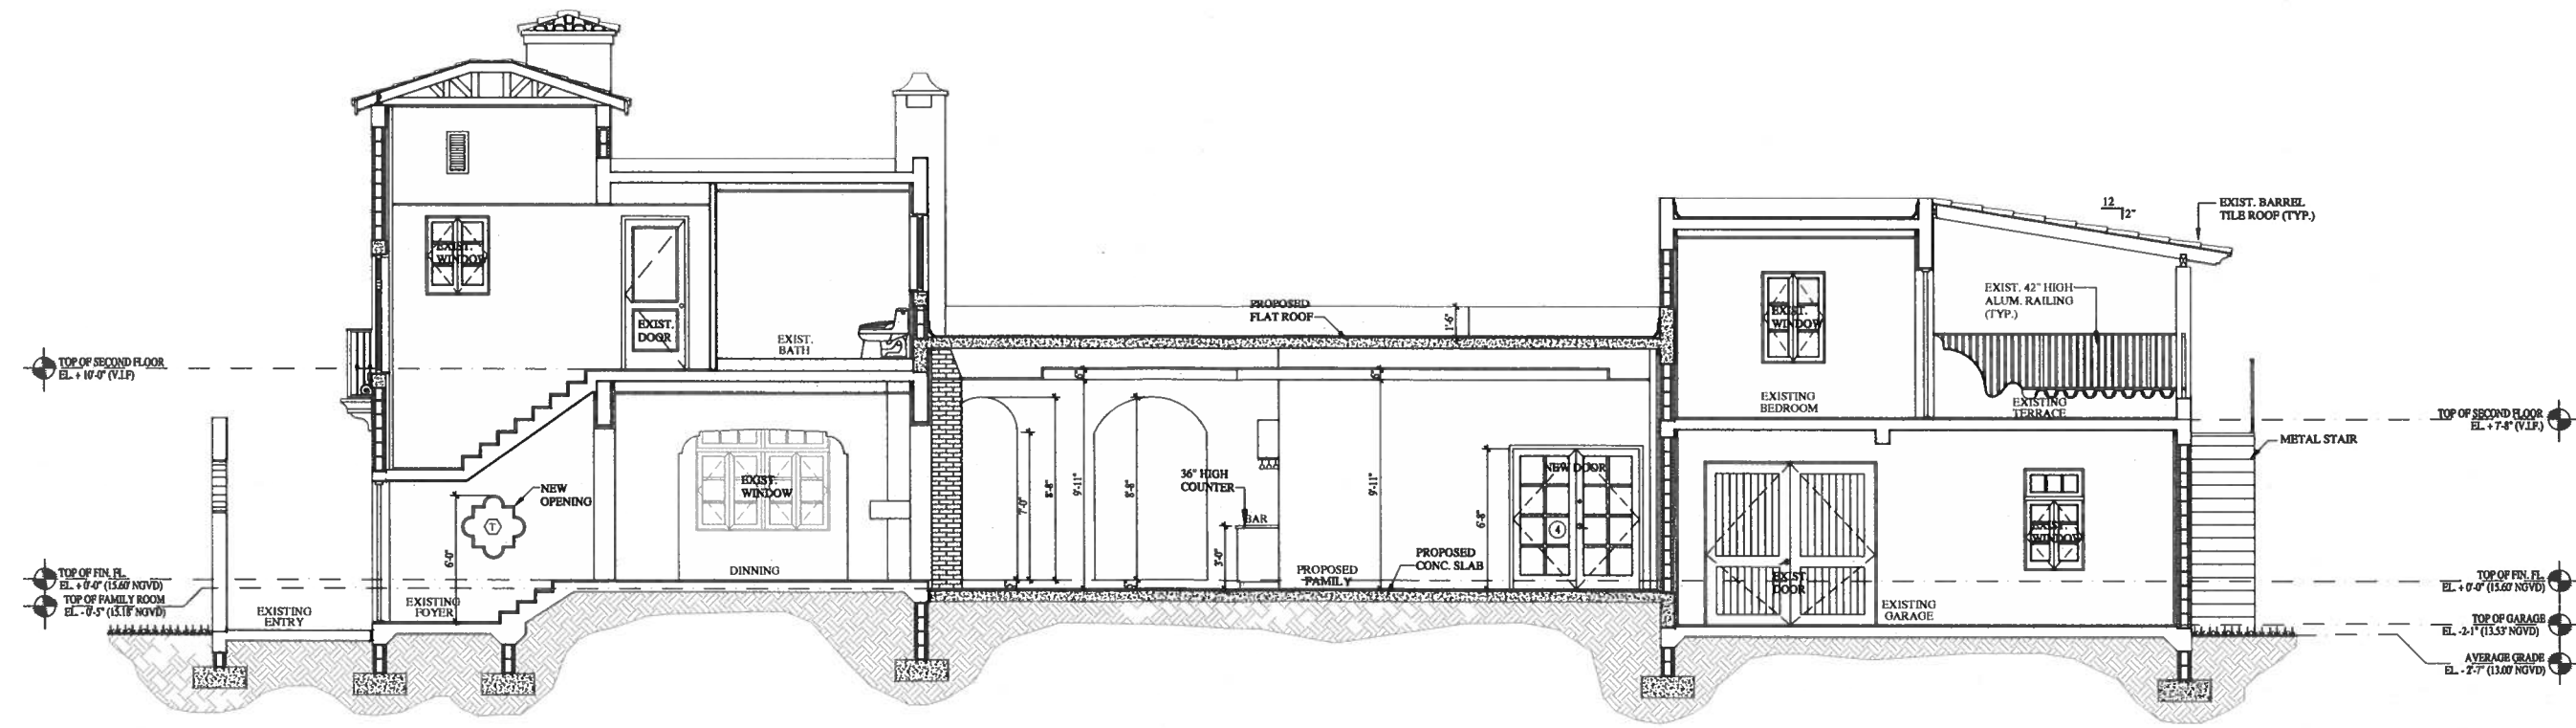 12
2"
EXIST. BARREL
TILE ROOF (TYP.)
EXIST.
WINDOW
EXIST.
DOOR
EXIST.
BATH
PROPOSED
FLAT ROOF
1'-6"
EXIST.
WINDOW
EXIST. 42" HIGH
ALUM. RAILING
(TYP.)
TOP OF SECOND FLOOR
EL. + 10'-0" (V.I.F)
6"
6"
EXISTING
BEDROOM
EXISTING
TERRACE
TOP OF SECOND FLOOR
EL. + 7'-8" (V.I.F.)
METAL STAIR
NEW
OPENING
T
6'-0"
EXIST.
WINDOW
7'-0"
8'-8"
9'-11"
8'-8"
36" HIGH
COUNTER
BAR
3'-0"
9'-11"
6'-8"
NEW DOOR
4
EXIST.
WINDOW
EXIST.
DOOR
DINNING
PROPOSED
FAMILY
PROPOSED
CONC. SLAB
EXISTING
GARAGE
TOP OF FIN. FL.
EL. + 0'-0" (15.60' NGVD)
TOP OF FAMILY ROOM
EL. - 0'-5" (15.18' NGVD)
EXISTING
ENTRY
EXISTING
FOYER
5"
5"
TOP OF FIN. FL.
EL. + 0'-0" (15.60' NGVD)
TOP OF GARAGE
EL. -2-1" (13.53' NGVD)
AVERAGE GRADE
EL. - 2'-7" (13.00' NGVD)